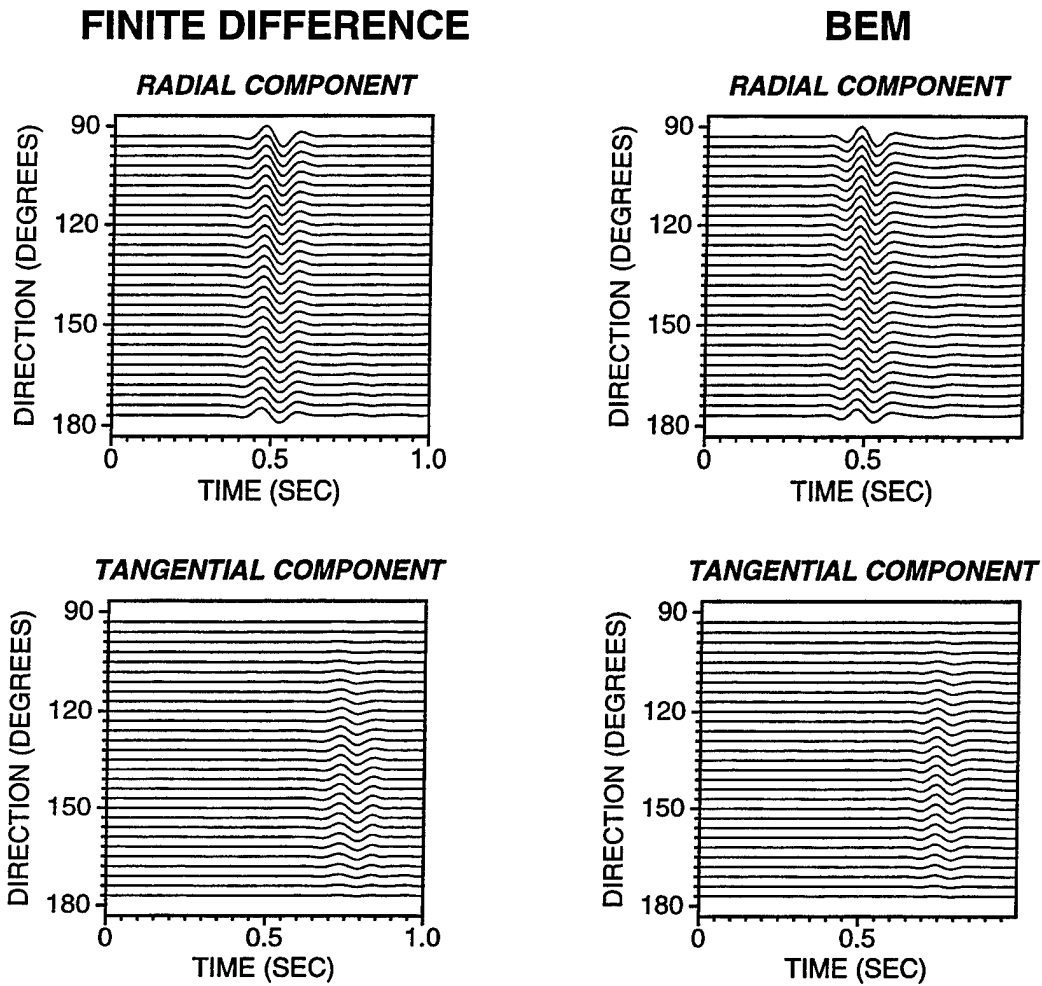 FINITE DIFFERENCE
BEM
RADIAL COMPONENT
RADIAL COMPONENT
DIRECTION (DEGREES)
90
120
150
180
0
0.5
1.0
TIME (SEC)
DIRECTION (DEGREES)
90
120
150
180
0
0.5
TIME (SEC)
TANGENTIAL COMPONENT
TANGENTIAL COMPONENT
DIRECTION (DEGREES)
90
120
150
180
0
0.5
1.0
TIME (SEC)
DIRECTION (DEGREES)
90
120
150
180
0
0.5
TIME (SEC)